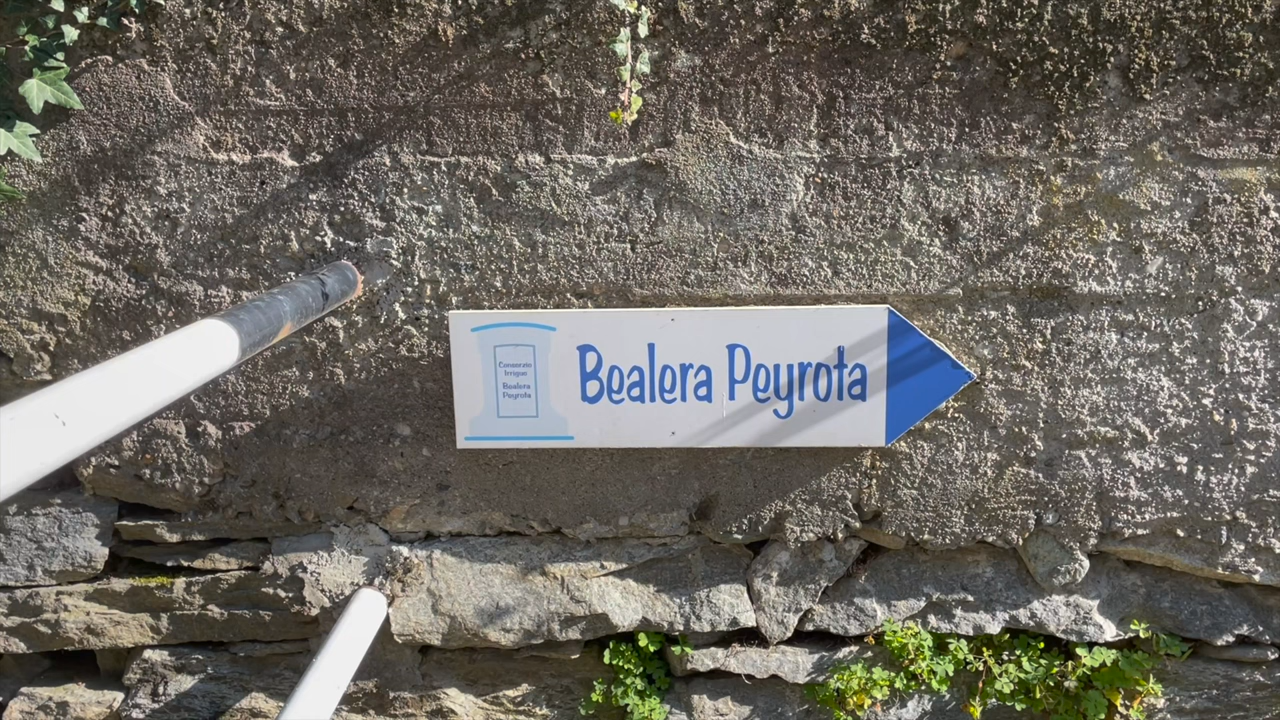 Consorzio
Irriguo
Bealera
Peyrota
Bealera Peyrota